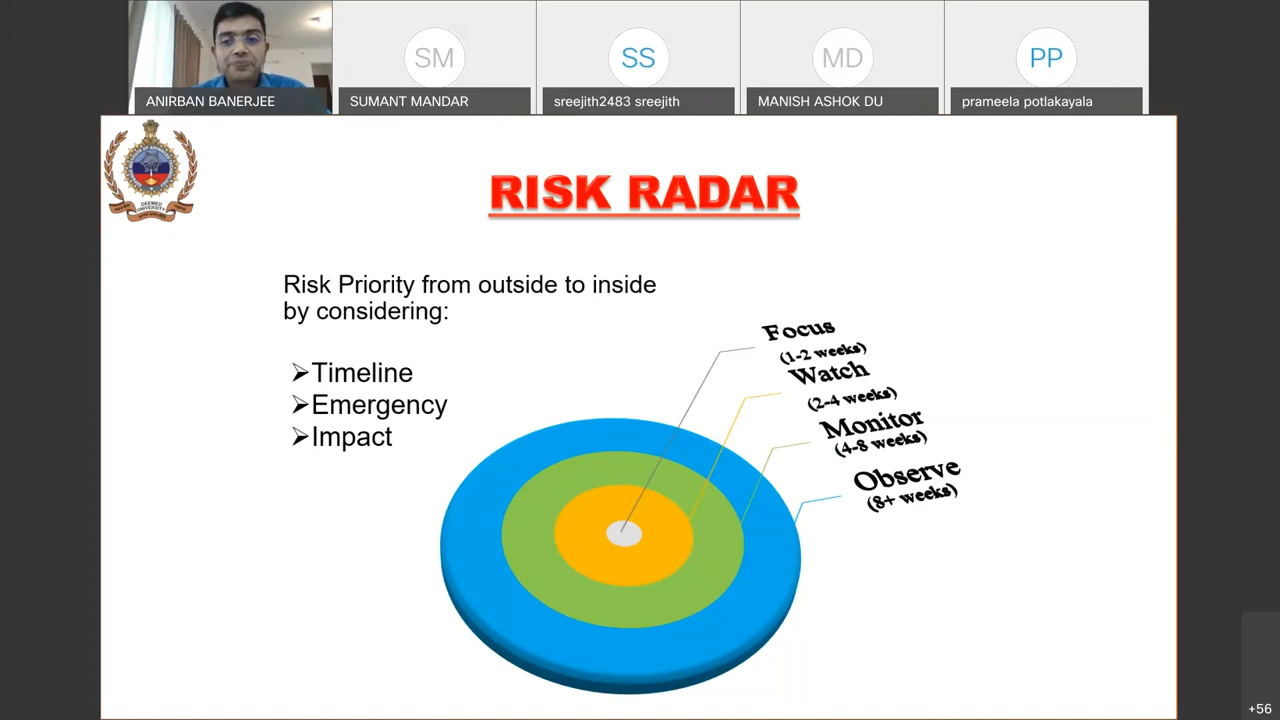 SM
SS
MD
PP
ANIRBAN BANERJEE
SUMANT MANDAR
sreejith2483 sreejith
MANISH ASHOK DU
prameela potlakayala
DEEMED
UNIVERSITY
RISK RADAR
Risk Priority from outside to inside
by considering:
➢Timeline
➢Emergency
➢Impact
Focus
(1-2 weeks)
Watch
(2-4 weeks)
Monitor
(4-8 weeks)
Observe
(8+ weeks)
+56